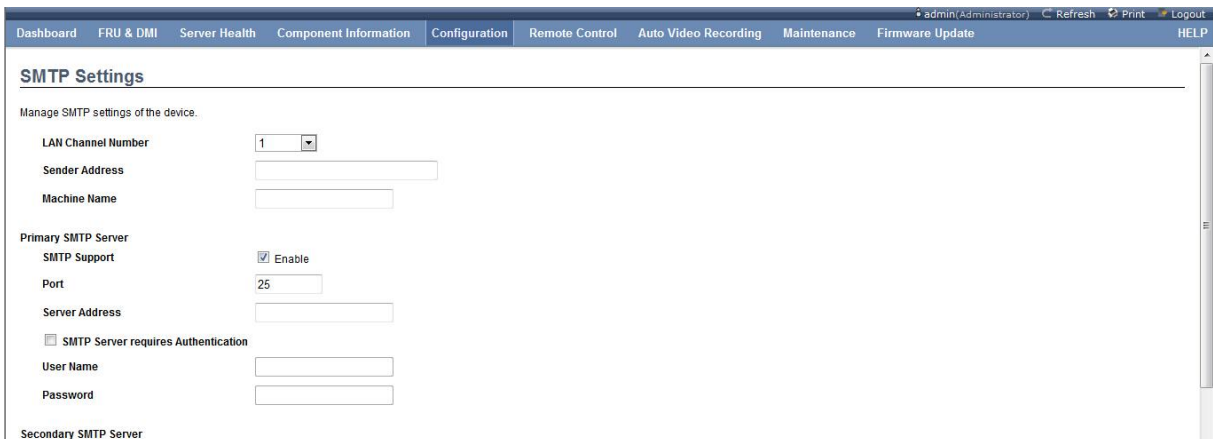 admin(Administrator) Refresh Print Logout
Dashboard FRU & DMI Server Health Component Information Configuration Remote Control Auto Video Recording Maintenance Firmware Update HELP
SMTP Settings
Manage SMTP settings of the device.
LAN Channel Number 1
Sender Address
Machine Name
Primary SMTP Server
SMTP Support Enable
Port 25
Server Address
SMTP Server requires Authentication
User Name
Password
Secondary SMTP Server